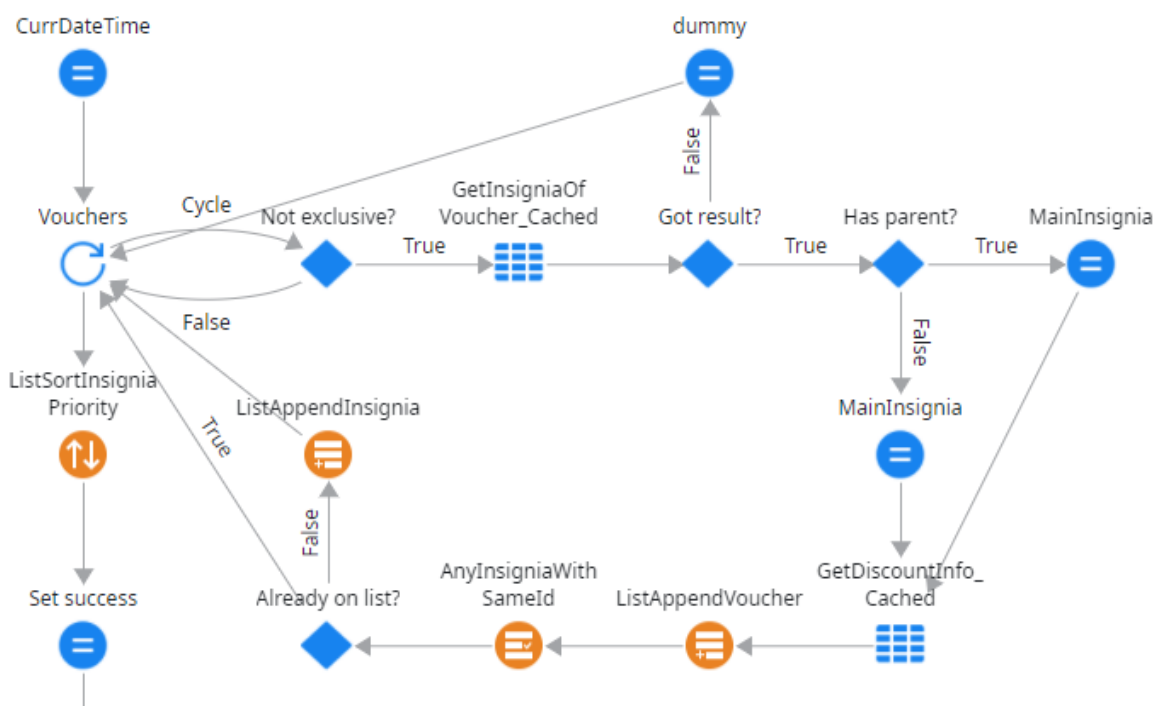 CurrDateTime
dummy
False
GetInsigniaOf
Voucher_Cached
Vouchers
Cycle
Not exclusive?
Got result?
Has parent?
MainInsignia
True
True
True
False
False
ListSortInsignia
Priority
ListAppendInsignia
MainInsignia
True
False
AnyInsigniaWith
SameId
GetDiscountInfo_
Cached
Set success
Already on list?
ListAppendVoucher